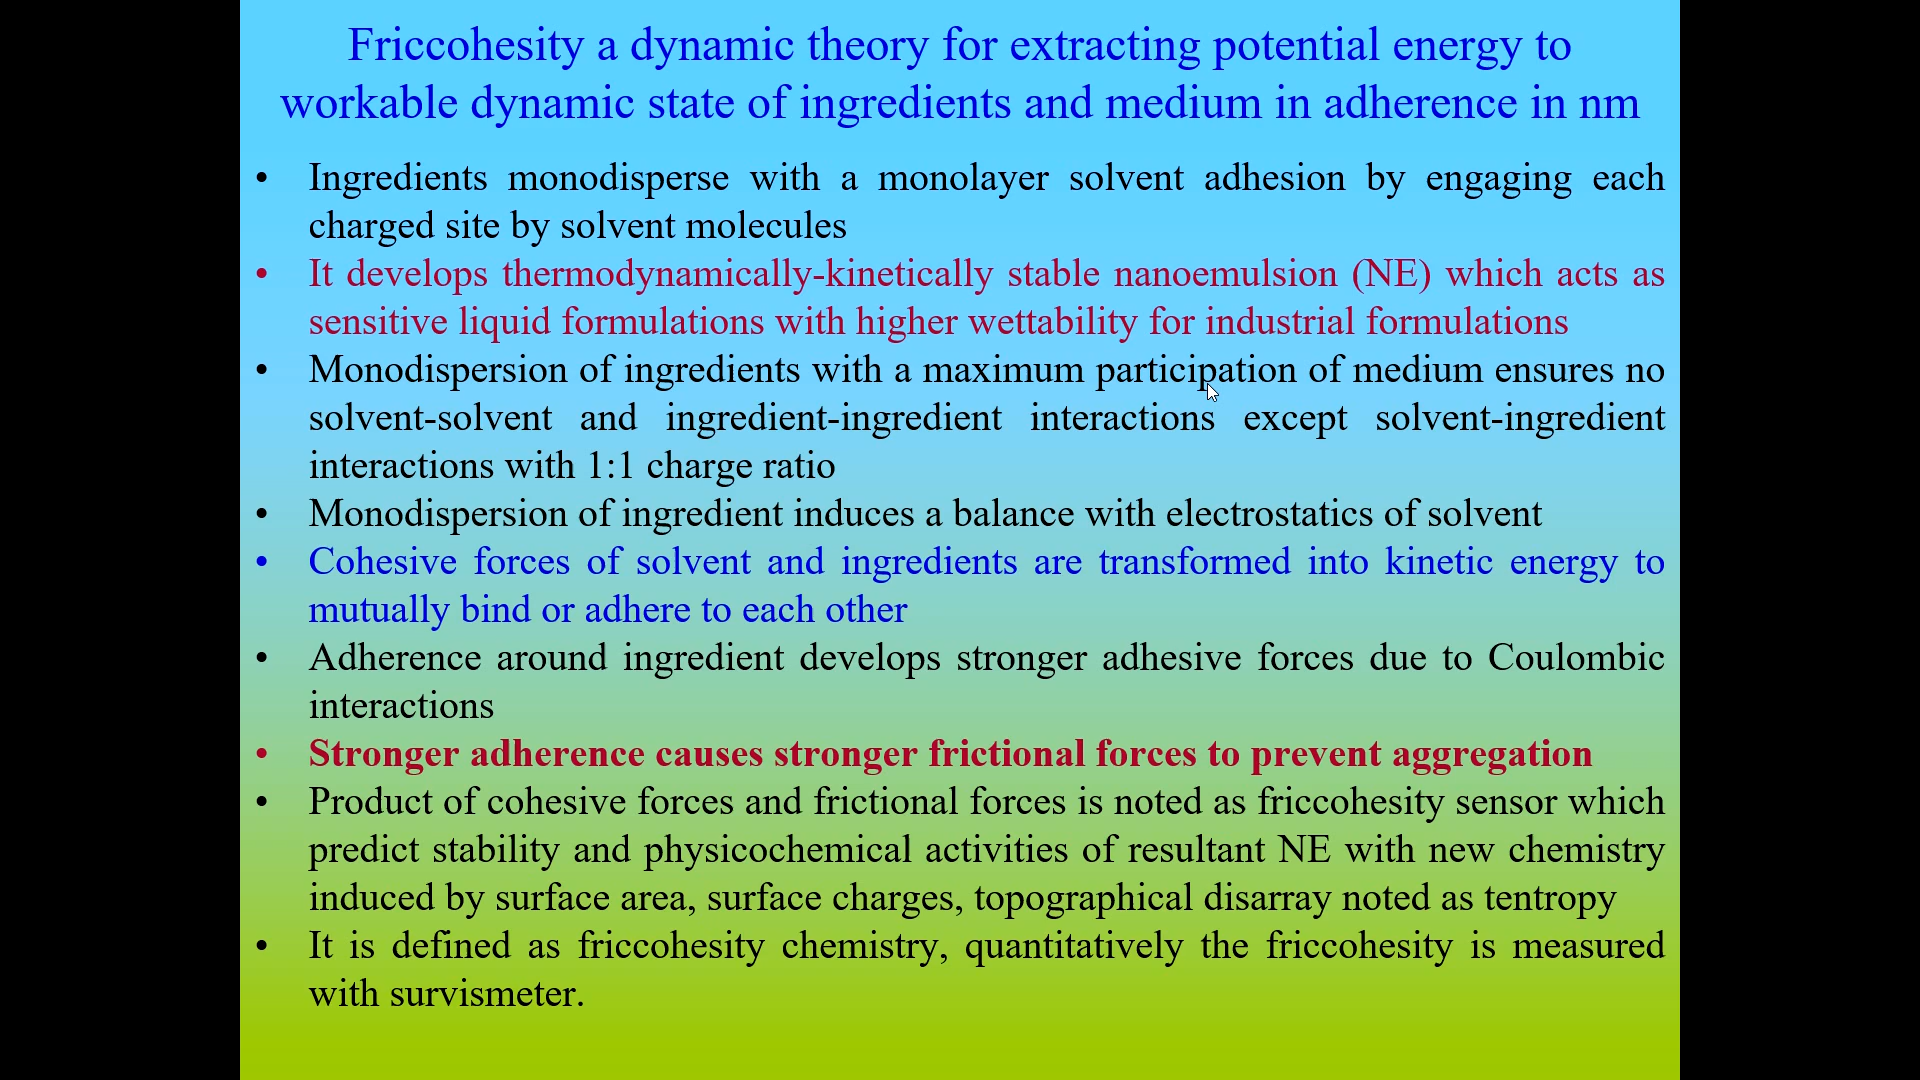 Friccohesity a dynamic theory for extracting potential energy to
workable dynamic state of ingredients and medium in adherence in nm
• Ingredients monodisperse with a monolayer solvent adhesion by engaging each
charged site by solvent molecules
• It develops thermodynamically-kinetically stable nanoemulsion (NE) which acts as
sensitive liquid formulations with higher wettability for industrial formulations
• Monodispersion of ingredients with a maximum participation of medium ensures no
solvent-solvent and ingredient-ingredient interactions except solvent-ingredient
interactions with 1:1 charge ratio
• Monodispersion of ingredient induces a balance with electrostatics of solvent
• Cohesive forces of solvent and ingredients are transformed into kinetic energy to
mutually bind or adhere to each other
• Adherence around ingredient develops stronger adhesive forces due to Coulombic
interactions
• Stronger adherence causes stronger frictional forces to prevent aggregation
• Product of cohesive forces and frictional forces is noted as friccohesity sensor which
predict stability and physicochemical activities of resultant NE with new chemistry
induced by surface area, surface charges, topographical disarray noted as tentropy
• It is defined as friccohesity chemistry, quantitatively the friccohesity is measured
with survismeter.